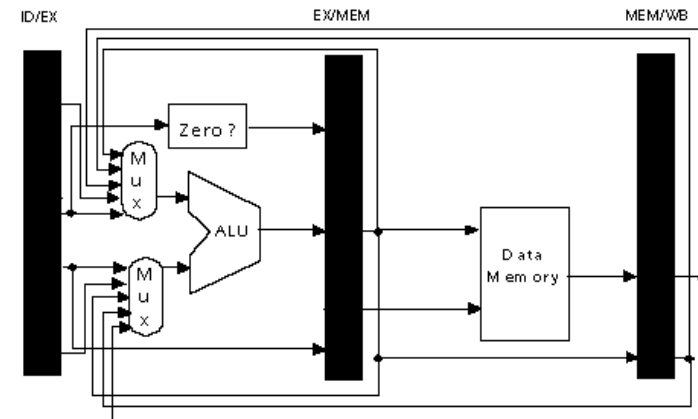 ID/EX
EX/MEM
MEM/WB
Zero?
M
u
x
ALU
M
u
x
Data
Memory